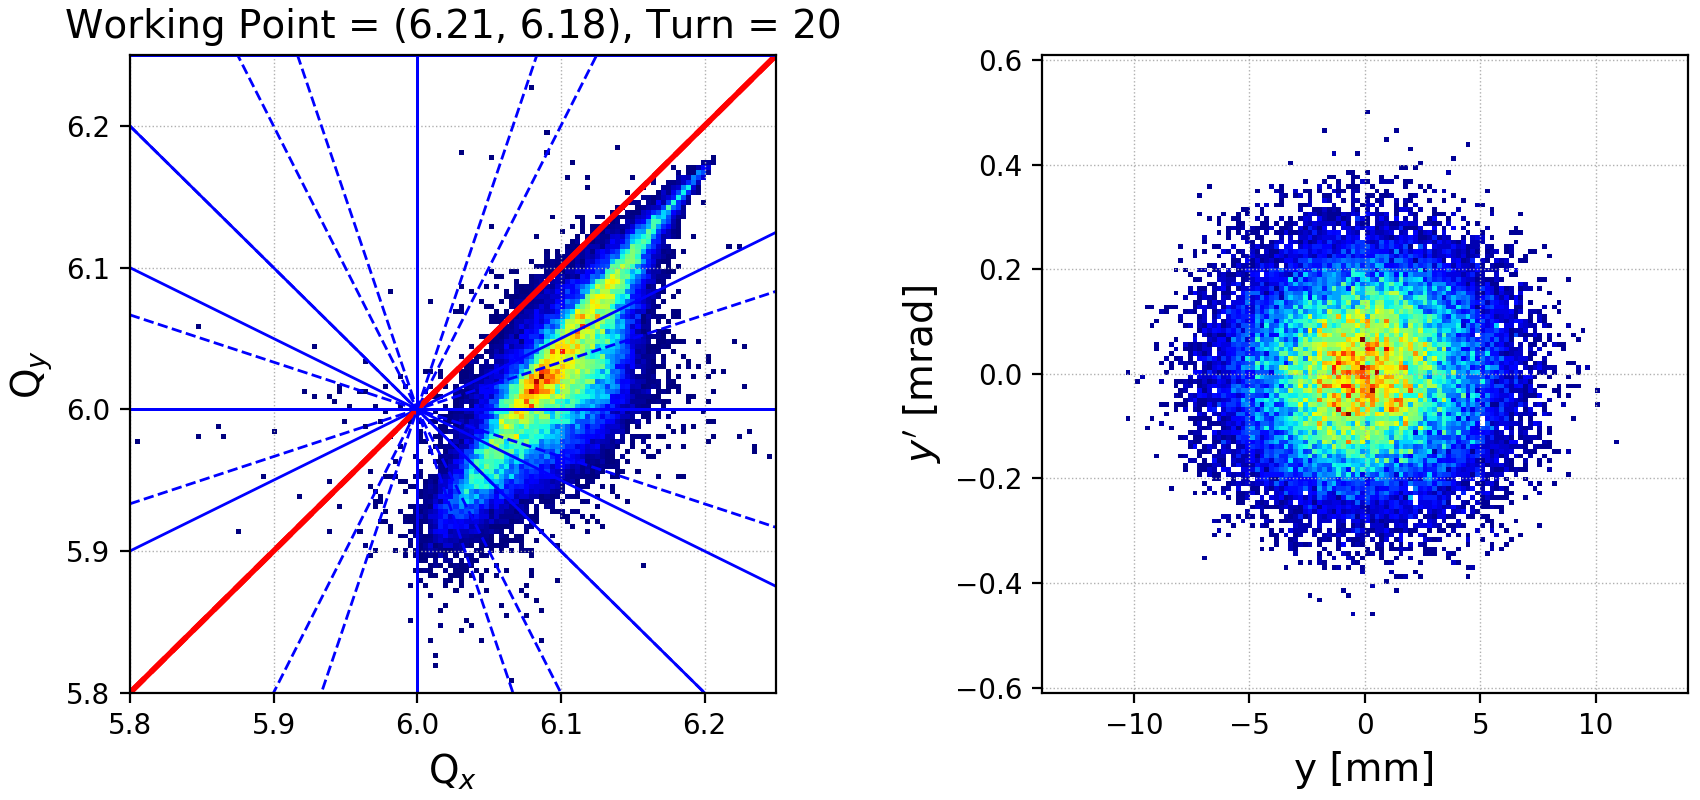 Working Point = (6.21, 6.18), Turn = 20
6.2
6.1
6.0
5.9
5.8
Q_y
5.8 5.9 6.0 6.1 6.2
Q_x
0.6
0.4
0.2
0.0
−0.2
−0.4
−0.6
y′ [mrad]
−10 −5 0 5 10
y [mm]